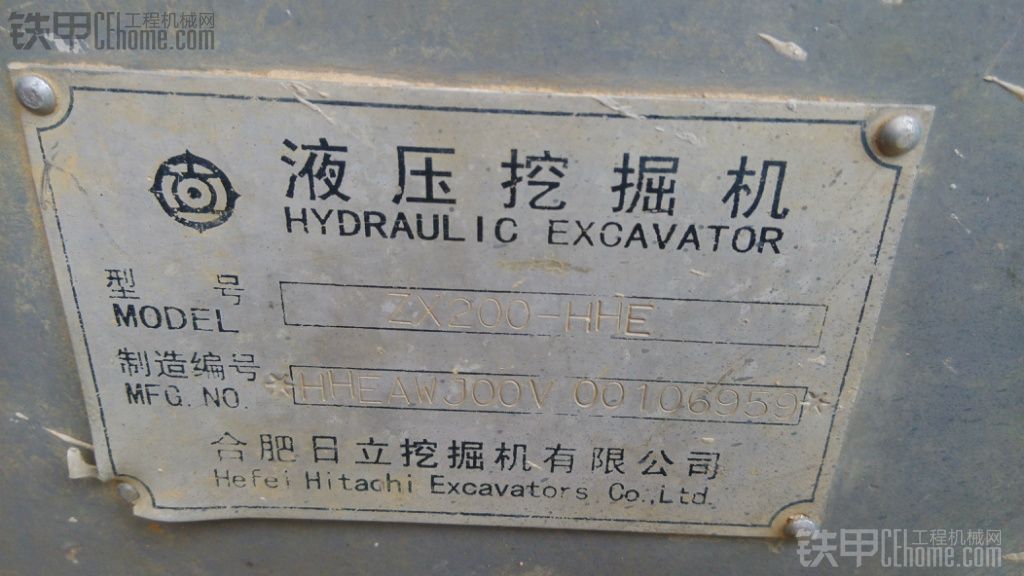 铁甲工程机械网
CEhome.com
液压挖掘机
HYDRAULIC EXCAVATOR
型号
ZX200-HHE
MODEL
制造编号
*HHEAWJ00V 00106959*
MFG. NO.
合肥日立挖掘机有限公司
Hefei Hitachi Excavators Co.,Ltd.
铁甲工程机械网
CEhome.com